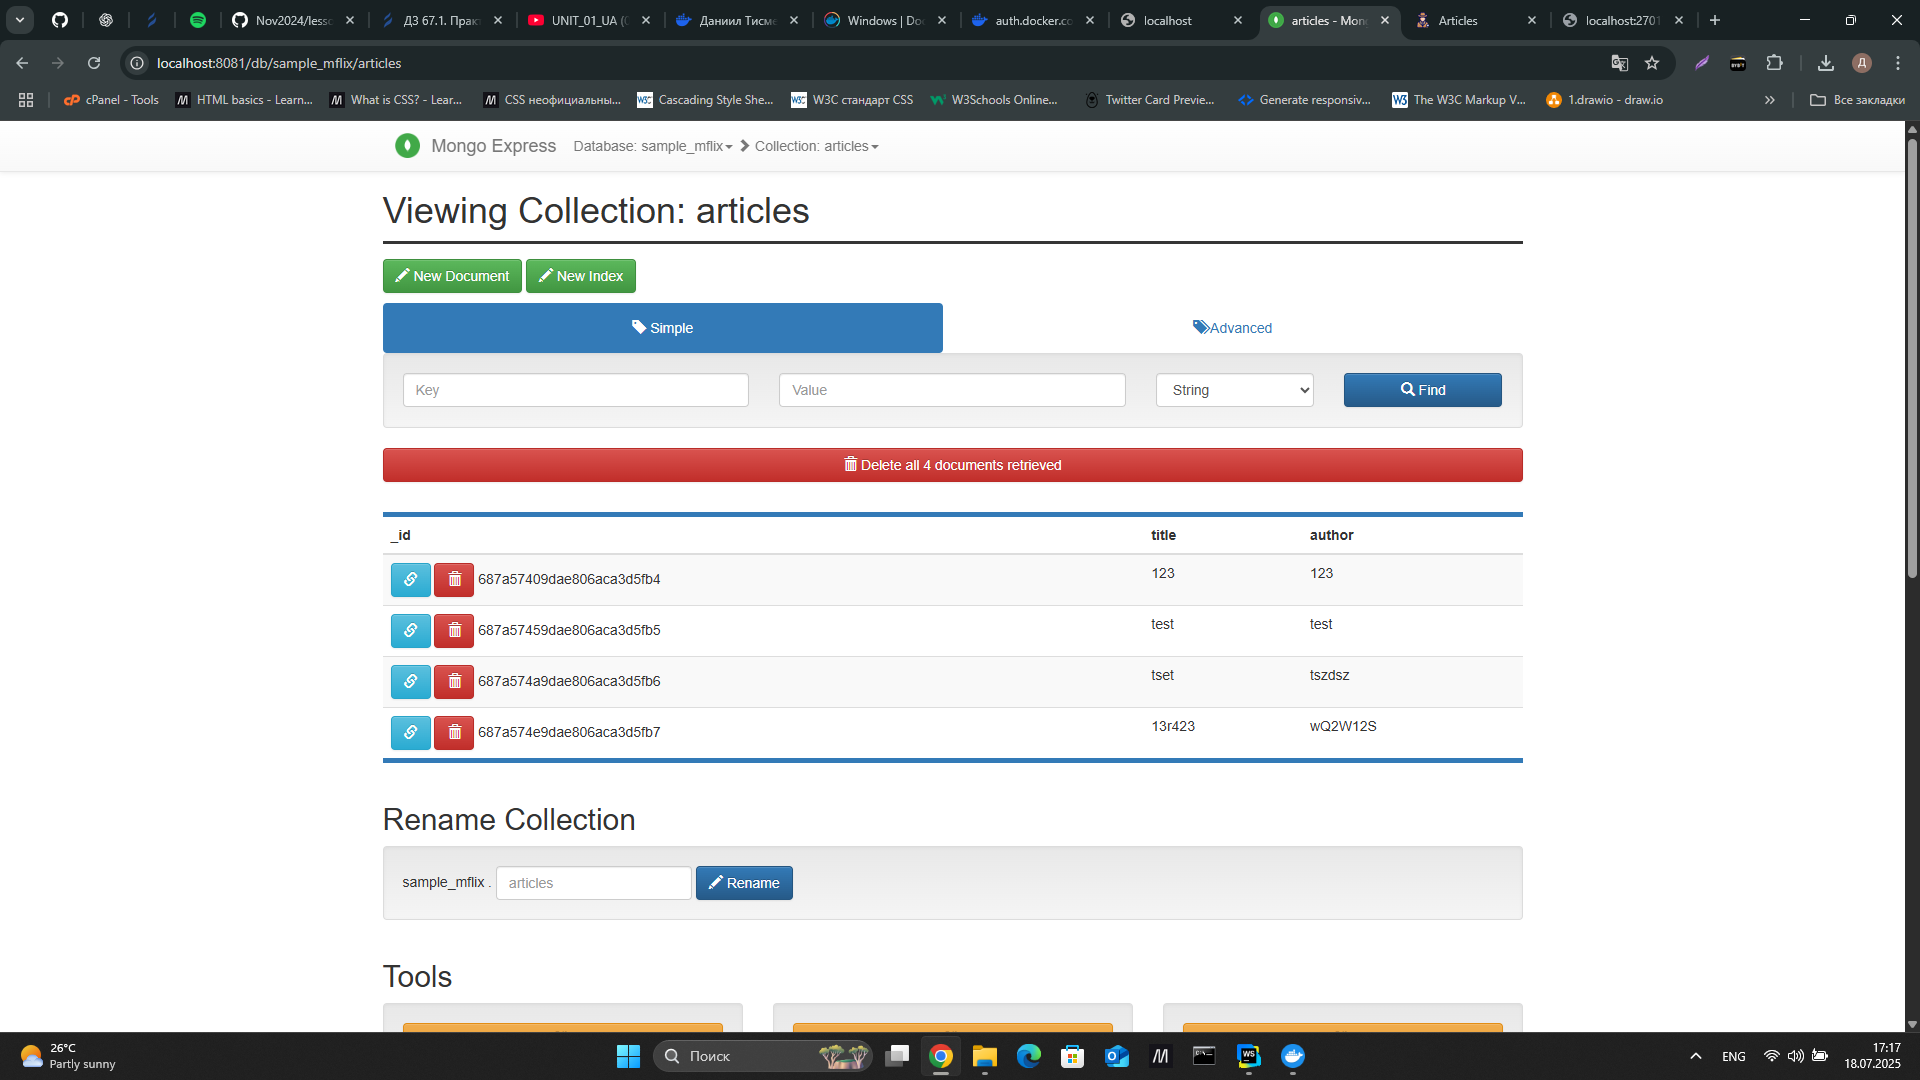 Nov2024/lesso
ДЗ 67.1. Прак
UNIT_01_UA (
Даниил Тисме
Windows | Do
auth.docker.co
localhost
articles - Mon
Articles
localhost:2701
localhost:8081/db/sample_mflix/articles
cPanel - Tools
HTML basics - Learn...
What is CSS? - Lear...
CSS неофициальны...
Cascading Style She...
W3C стандарт CSS
W3Schools Online...
Twitter Card Previe...
Generate responsiv...
The W3C Markup V...
1.drawio - draw.io
Все закладки
Mongo Express
Database: sample_mflix
Collection: articles
Viewing Collection: articles
New Document
New Index
Simple
Advanced
Key
Value
String
Find
Delete all 4 documents retrieved
_id title author
687a57409dae806aca3d5fb4 123 123
687a57459dae806aca3d5fb5 test test
687a574a9dae806aca3d5fb6 tset tszdsz
687a574e9dae806aca3d5fb7 13r423 wQ2W12S
Rename Collection
sample_mflix . articles Rename
Tools
26°C
Partly sunny
Поиск
ENG
17:17
18.07.2025